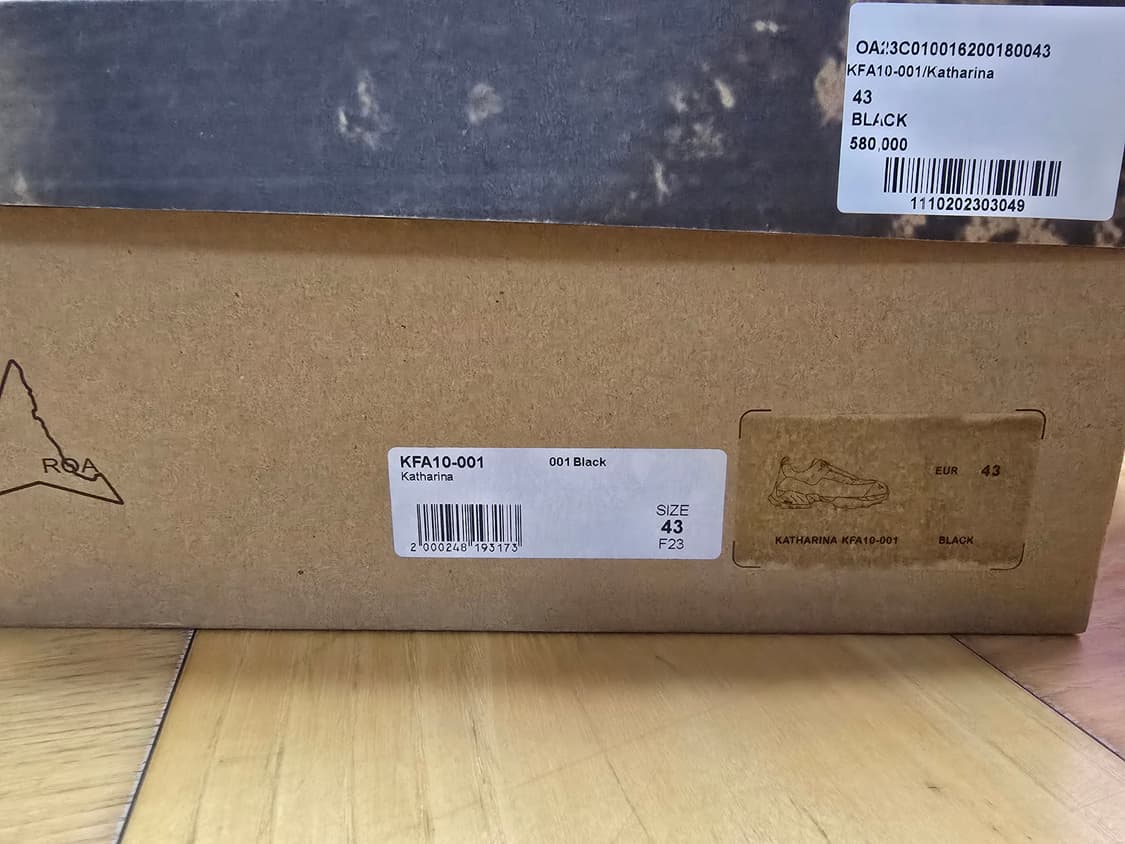 OA23C010016200180043
KFA10-001/Katharina
43
BLACK
580,000
1110202303049
ROA
KFA10-001 001 Black
Katharina
SIZE
43
F23
2 000248 193173
EUR 43
KATHARINA KFA10-001 BLACK